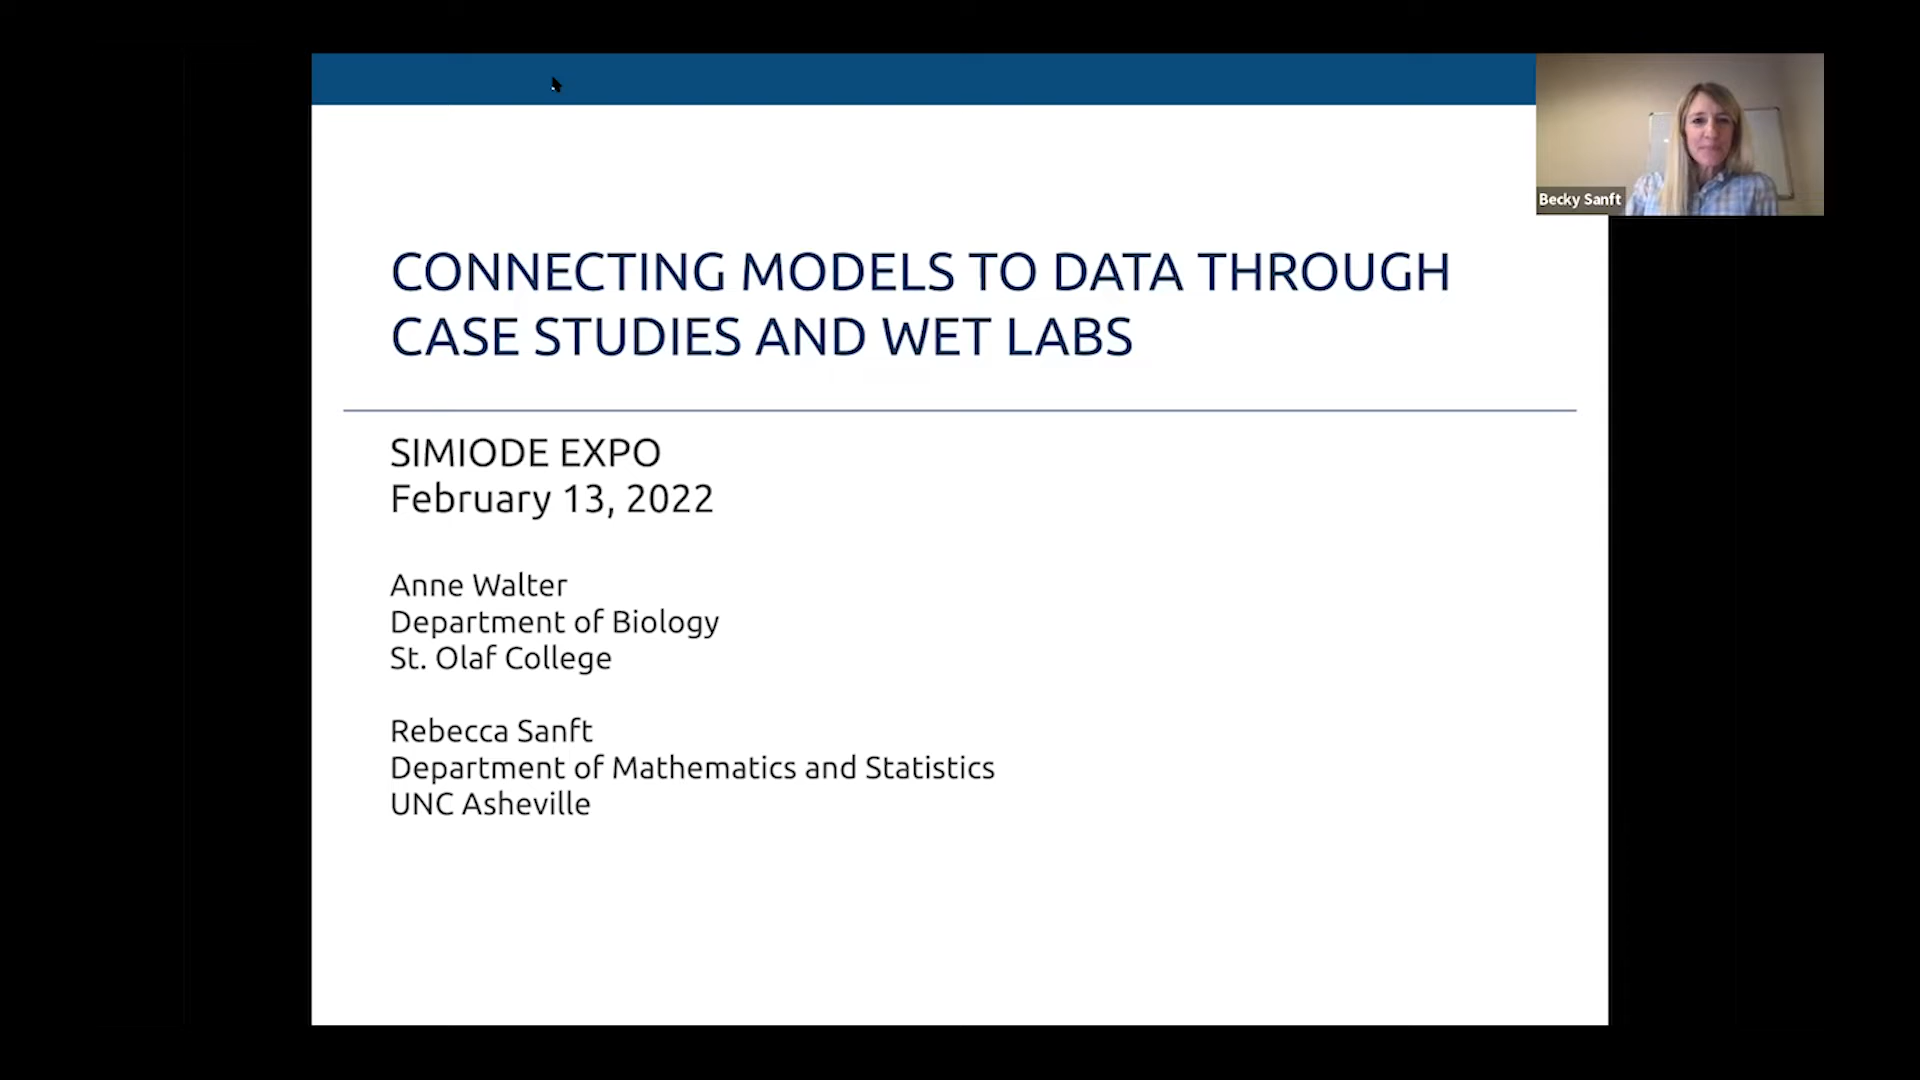 Becky Sanft
CONNECTING MODELS TO DATA THROUGH
CASE STUDIES AND WET LABS
SIMIODE EXPO
February 13, 2022
Anne Walter
Department of Biology
St. Olaf College
Rebecca Sanft
Department of Mathematics and Statistics
UNC Asheville